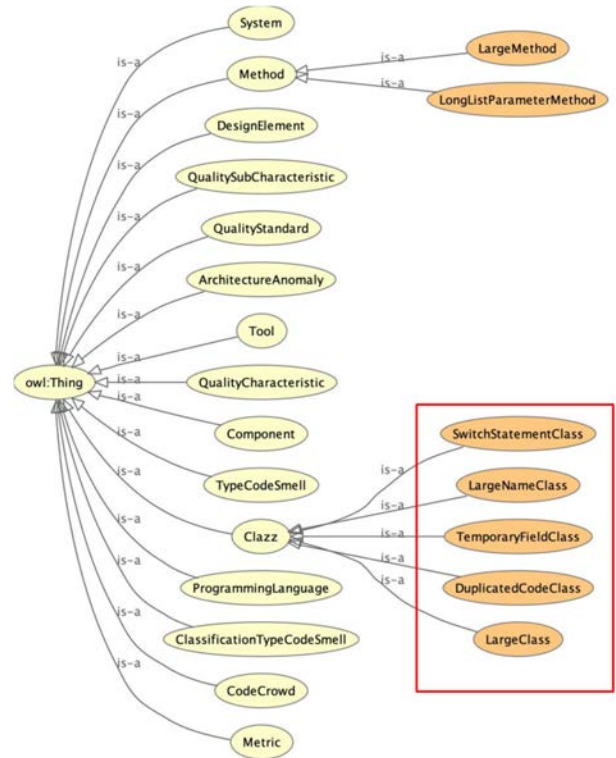 System
is-a
is-a
LargeMethod
is-a
Method
is-a
LongListParameterMethod
is-a
DesignElement
is-a
QualitySubCharacteristic
is-a
QualityStandard
is-a
ArchitectureAnomaly
is-a
Tool
owl:Thing
is-a
QualityCharacteristic
is-a
Component
SwitchStatementClass
is-a
is-a
TypeCodeSmell
is-a
LargeNameClass
is-a
Clazz
is-a
TemporaryFieldClass
is-a
ProgrammingLanguage
is-a
DuplicatedCodeClass
is-a
ClassificationTypeCodeSmell
LargeClass
is-a
CodeCrowd
is-a
Metric